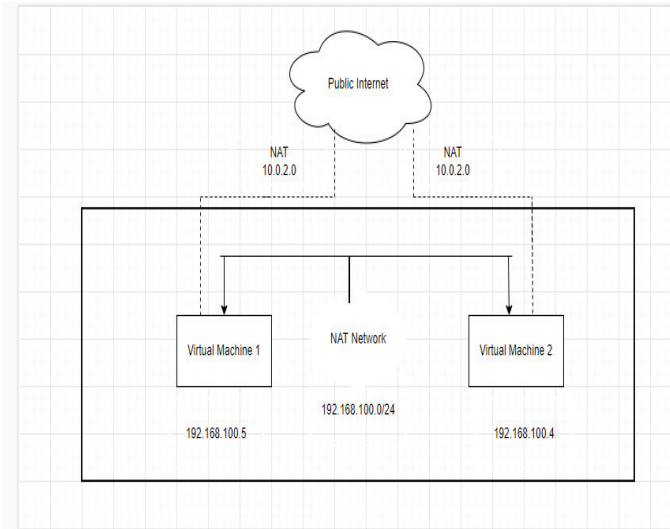 Public Internet
NAT
10.0.2.0
NAT
10.0.2.0
Virtual Machine 1
NAT Network
Virtual Machine 2
192.168.100.0/24
192.168.100.5
192.168.100.4